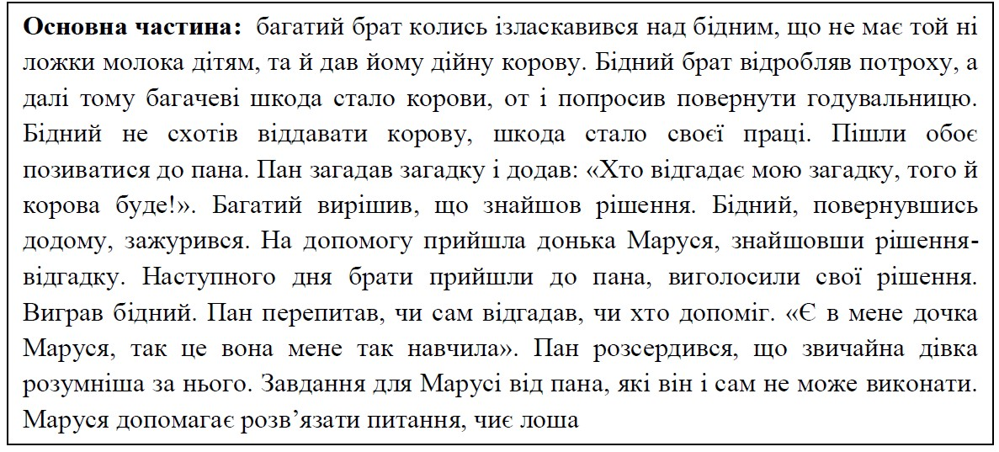 Основна частина: багатий брат колись ізласкавився над бідним, що не має той ні
ложки молока дітям, та й дав йому дійну корову. Бідний брат відробляв потроху, а
далі тому багачеві шкода стало корови, от і попросив повернути годувальницю.
Бідний не схотів віддавати корову, шкода стало своєї праці. Пішли обоє
позиватися до пана. Пан загадав загадку і додав: «Хто відгадає мою загадку, того й
корова буде!». Багатий вирішив, що знайшов рішення. Бідний, повернувшись
додому, зажурився. На допомогу прийшла донька Маруся, знайшовши рішення-
відгадку. Наступного дня брати прийшли до пана, виголосили свої рішення.
Виграв бідний. Пан перепитав, чи сам відгадав, чи хто допоміг. «Є в мене дочка
Маруся, так це вона мене так навчила». Пан розсердився, що звичайна дівка
розумніша за нього. Завдання для Марусі від пана, які він і сам не може виконати.
Маруся допомагає розв’язати питання, чиє лоша